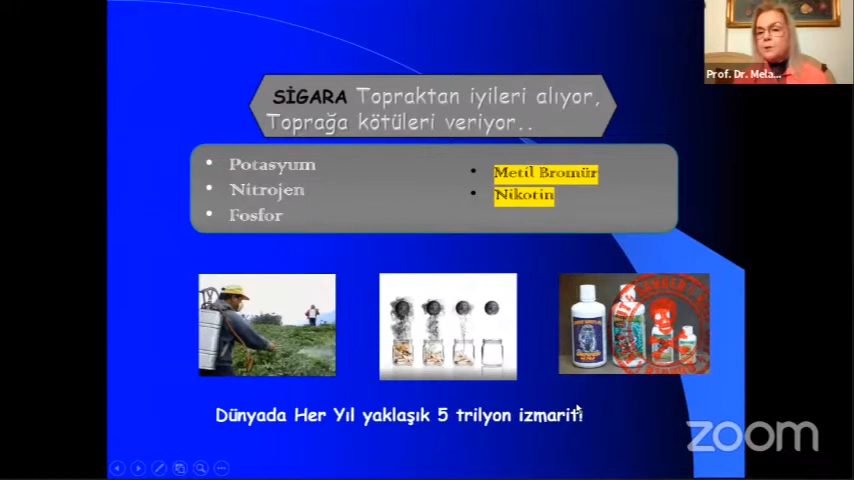 Prof. Dr. Mela...
SİGARA Topraktan iyileri alıyor,
Toprağa kötüleri veriyor..
• Potasyum
• Nitrojen
• Fosfor
• Metil Bromür
• Nikotin
Dünyada Her Yıl yaklaşık 5 trilyon izmariti
zoom